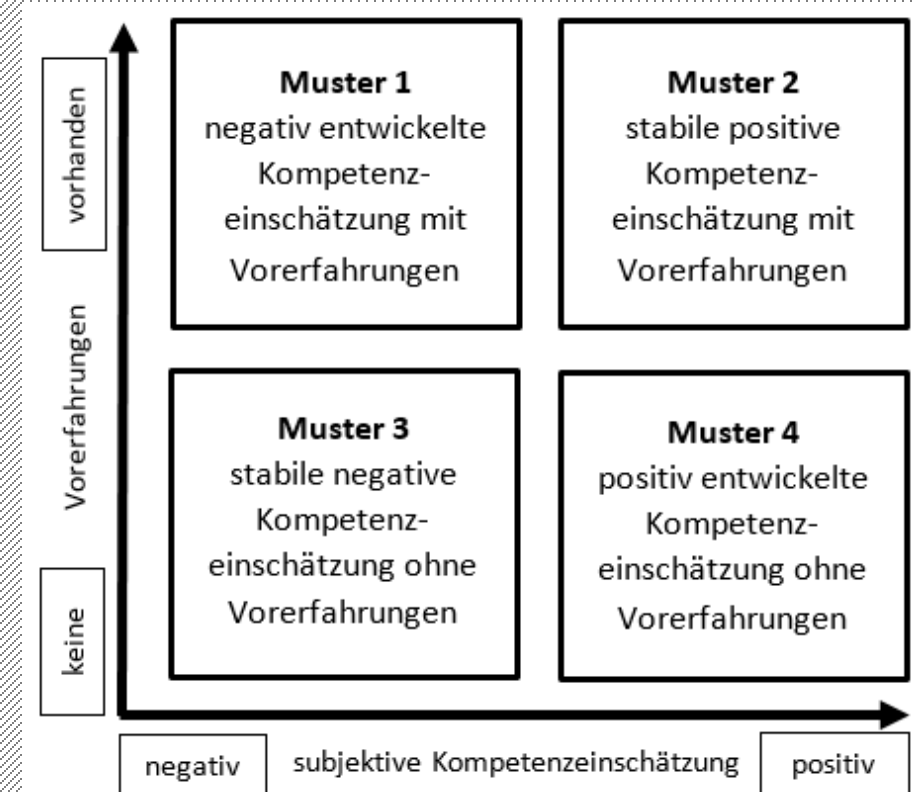 vorhanden
Vorerfahrungen
keine
Muster 1
negativ entwickelte
Kompetenz-
einschätzung mit
Vorerfahrungen
Muster 2
stabile positive
Kompetenz-
einschätzung mit
Vorerfahrungen
Muster 3
stabile negative
Kompetenz-
einschätzung ohne
Vorerfahrungen
Muster 4
positiv entwickelte
Kompetenz-
einschätzung ohne
Vorerfahrungen
negativ
subjektive Kompetenzeinschätzung
positiv